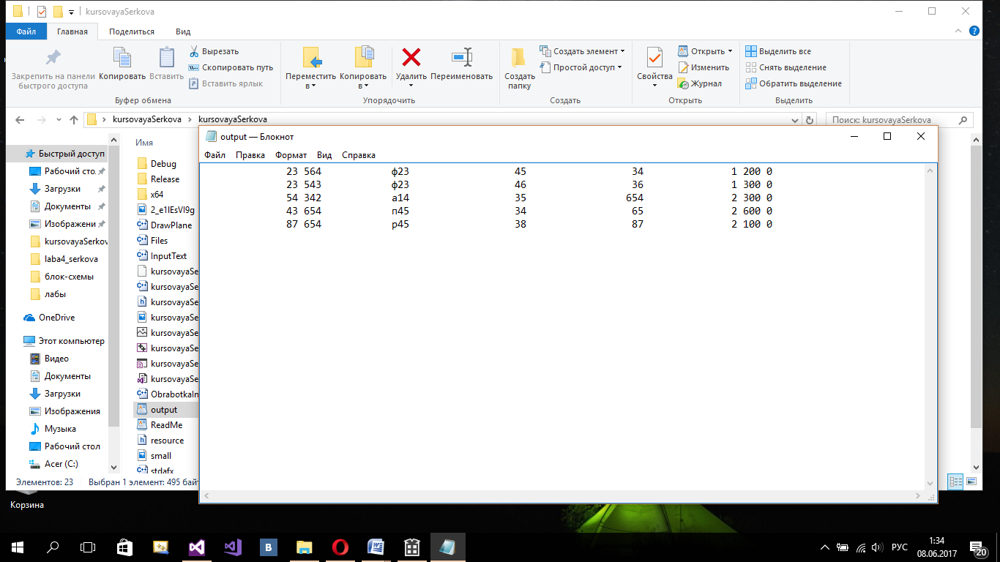 kursovayaSerkova
Файл Главная Поделиться Вид
Закрепить на панели быстрого доступа
Копировать
Вставить
Вырезать
Скопировать путь
Вставить ярлык
Буфер обмена
Переместить в
Копировать в
Удалить
Переименовать
Упорядочить
Создать папку
Создать элемент
Простой доступ
Создать
Свойства
Открыть
Изменить
Журнал
Открыть
Выделить все
Снять выделение
Обратить выделение
Выделить
kursovayaSerkova > kursovayaSerkova
Поиск: kursovayaSerkova
Быстрый доступ
Рабочий сто.
Загрузки
Документы
Изображени
kursovayaSerkov
laba4_serkova
блок-схемы
лабы
OneDrive
Этот компьютер
Видео
Документы
Загрузки
Изображения
Музыка
Рабочий стол
Acer (C:)
Имя
Debug
Release
x64
2_e1lEsVl9g
DrawPlane
Files
InputText
kursovayaSe
kursovayaSe
kursovayaSe
kursovayaSe
kursovayaSe
kursovayaSe
kursovayaSe
kursovayaSe
ObrabotkaIn
output
ReadMe
resource
small
stdafx
Элементов: 23 Выбран 1 элемент: 495 байт
output — Блокнот
Файл Правка Формат Вид Справка
23 564 ф23 45 34 1 200 0
23 543 ф23 46 36 1 300 0
54 342 а14 35 654 2 300 0
43 654 п45 34 65 2 600 0
87 654 р45 38 87 2 100 0
Корзина
РУС
1:34
08.06.2017
20